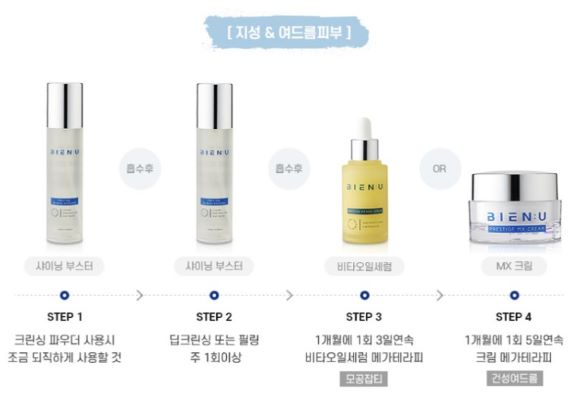 [ 지성 & 여드름피부 ]
흡수후
흡수후
OR
BIEN:U
BIEN:U
BIEN:U
BIEN:U
PRESTIGE MX CREAM
샤이닝 부스터
샤이닝 부스터
비타오일세럼
MX 크림
STEP 1
STEP 2
STEP 3
STEP 4
크린싱 파우더 사용시
조금 되직하게 사용할 것
딥크린싱 또는 필링
주 1회이상
1개월에 1회 3일연속
비타오일세럼 메가테라피
모공잡티
1개월에 1회 5일연속
크림 메가테라피
건성여드름